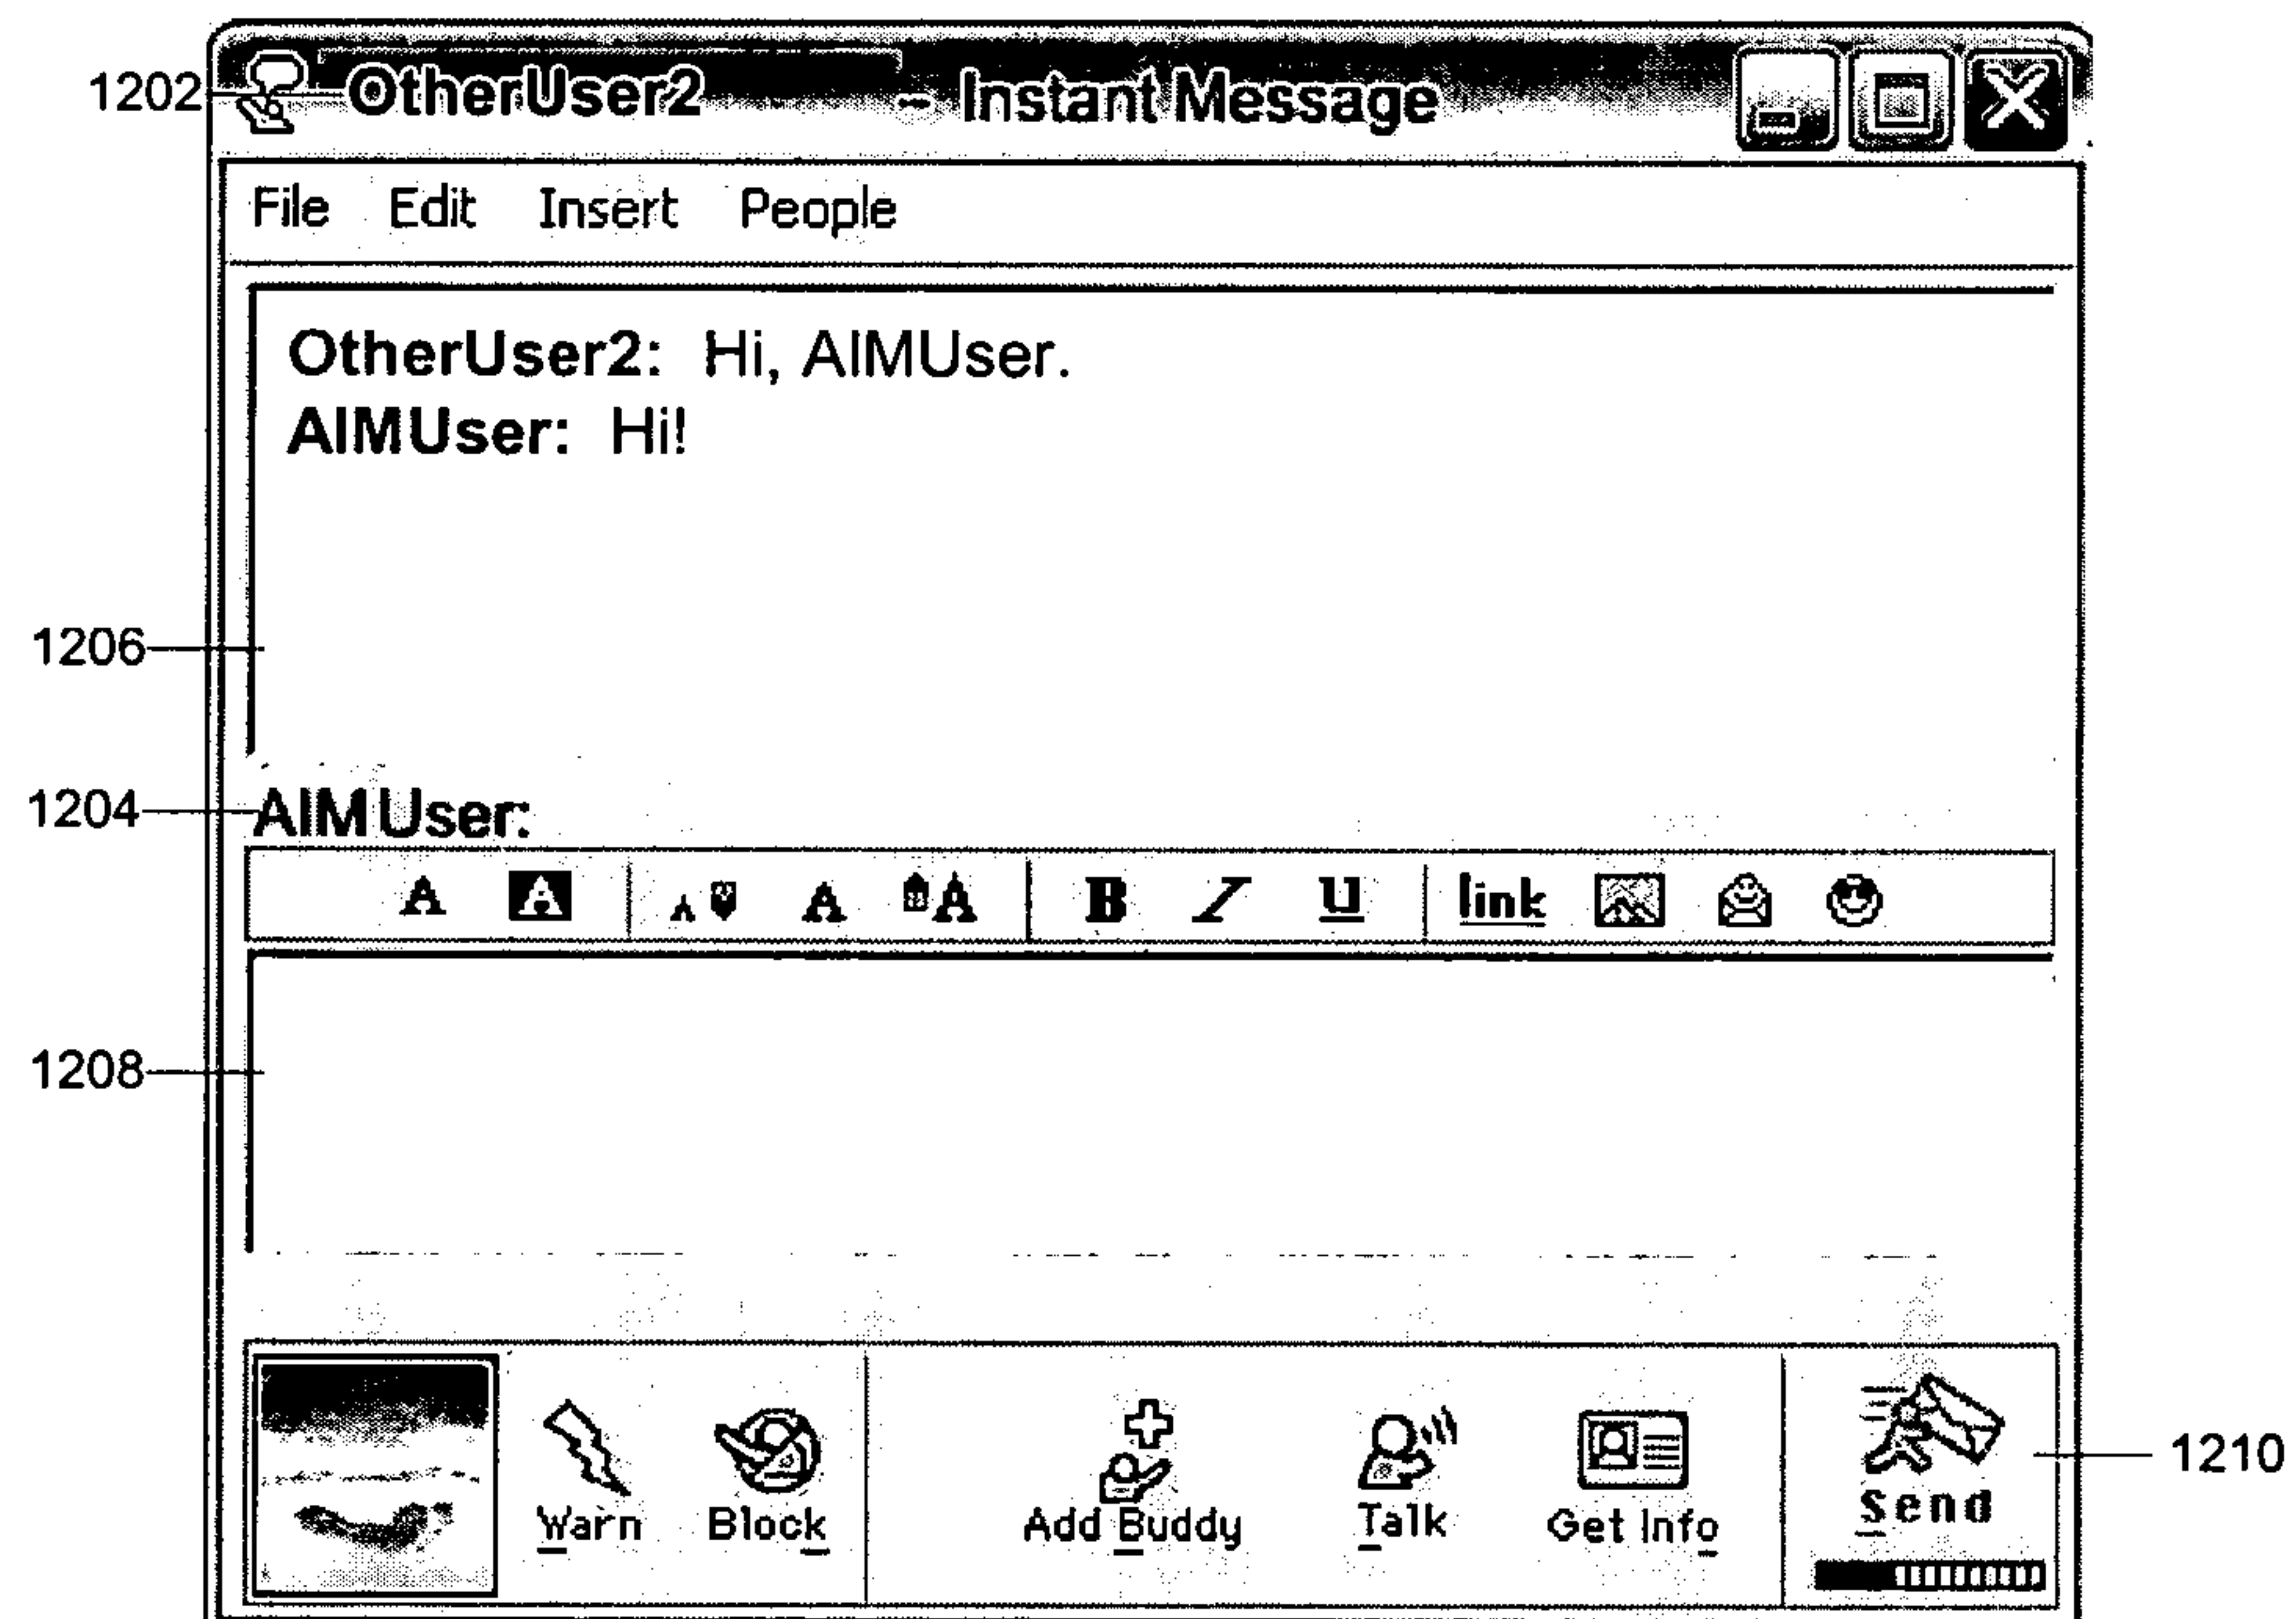 1202 OtherUser2 - Instant Message
File Edit Insert People
OtherUser2: Hi, AIMUser.
AIMUser: Hi!
1206
1204 AIMUser:
A A A A A B I U link
1208
Warn Block Add Buddy Talk Get Info Send
1210